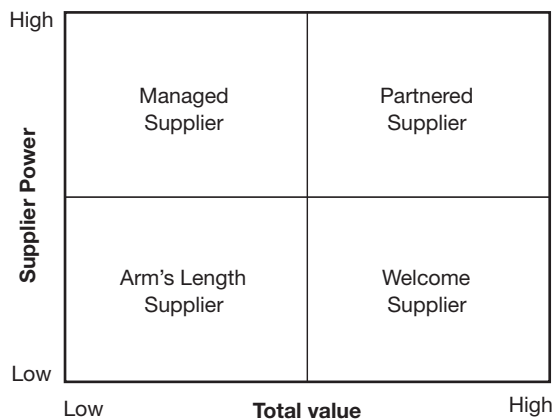 High
Managed
Supplier
Partnered
Supplier
Supplier Power
Arm's Length
Supplier
Welcome
Supplier
Low
Low
Total value
High